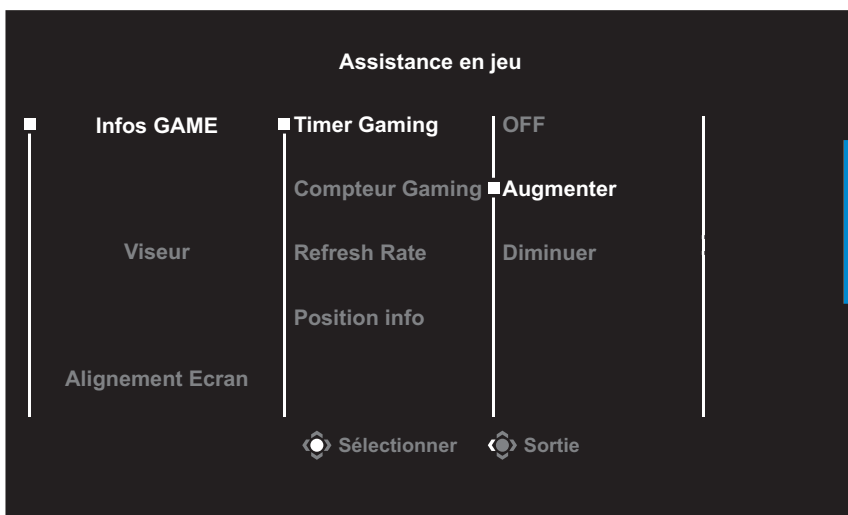 Assistance en jeu
Infos GAME
Timer Gaming
OFF
Compteur Gaming
Augmenter
Viseur
Refresh Rate
Diminuer
Position info
Alignement Ecran
Sélectionner
Sortie